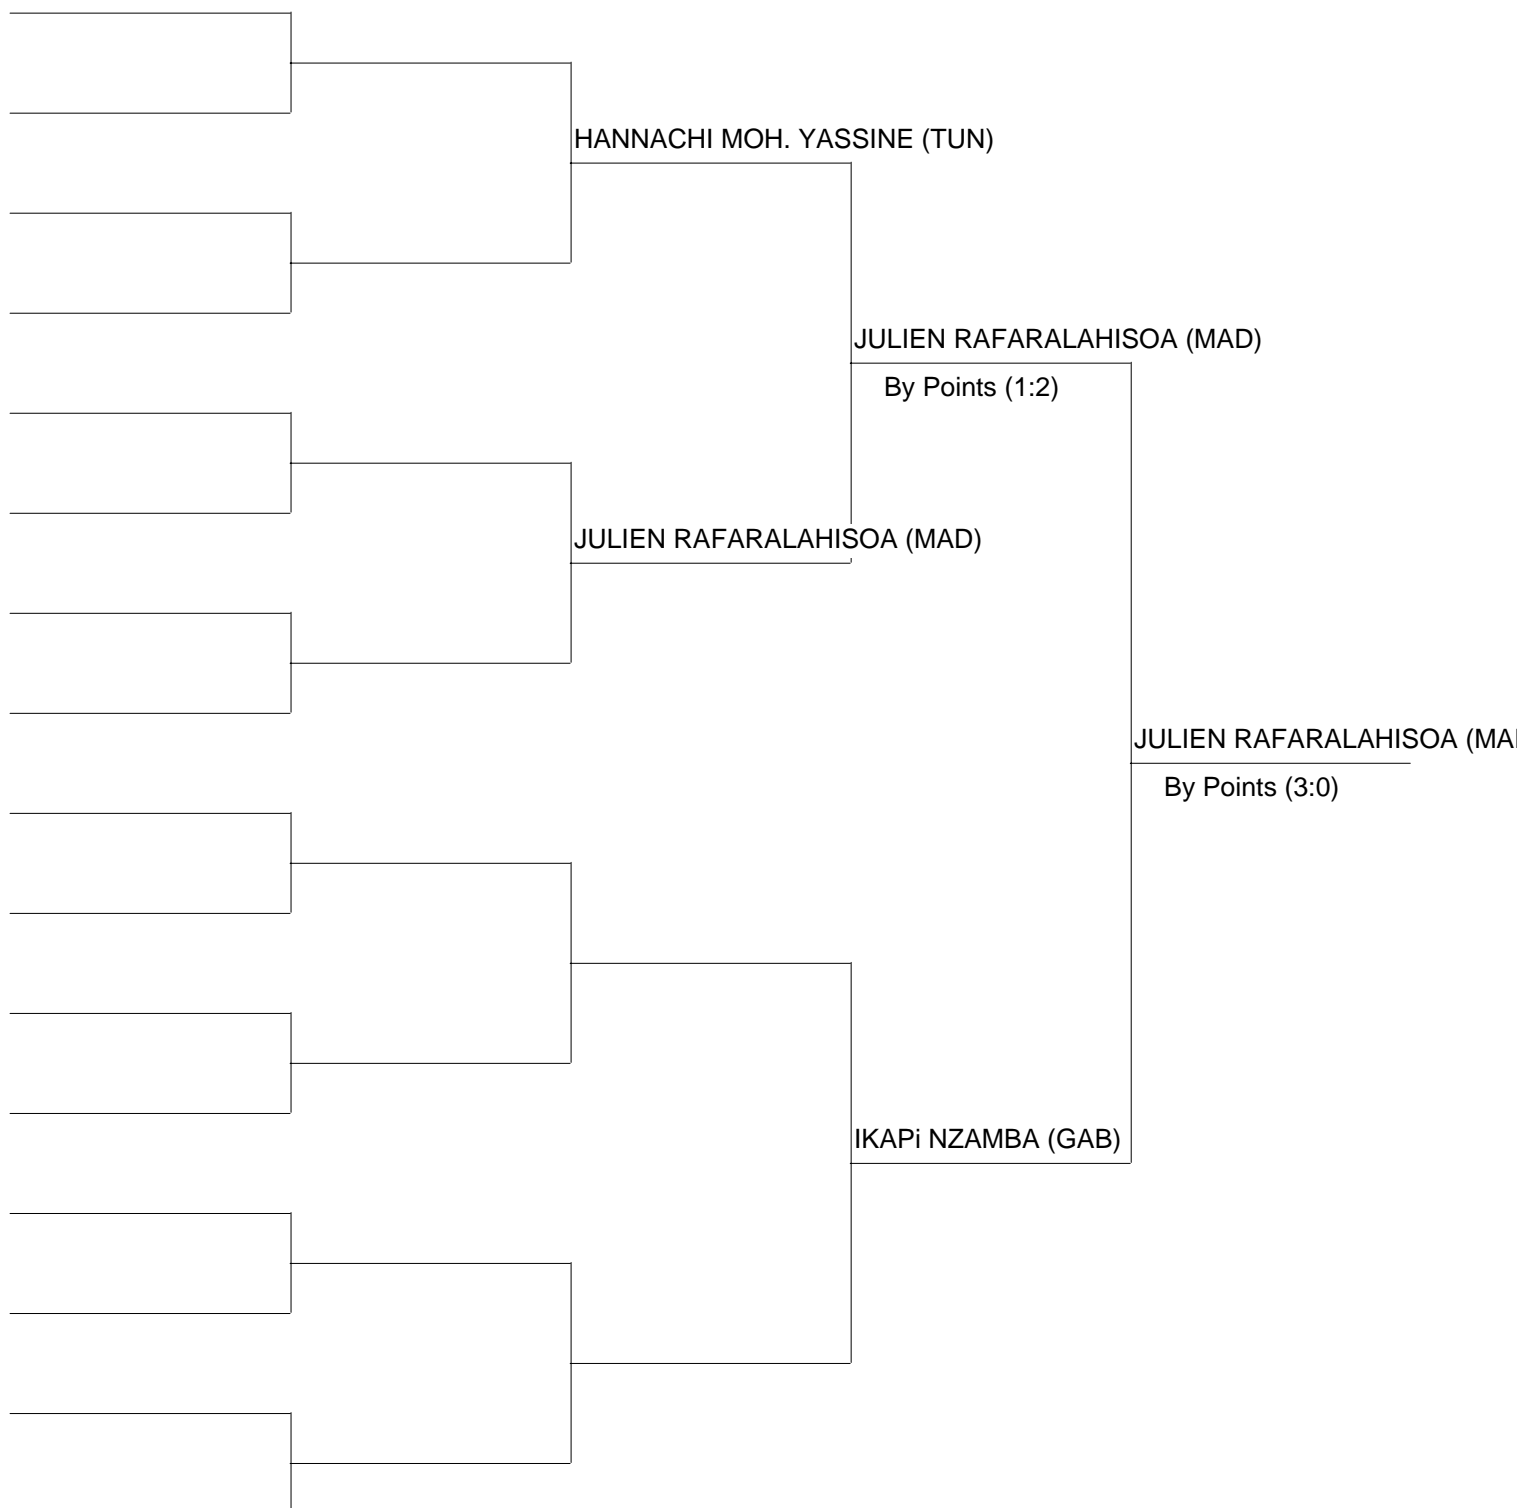 HANNACHI MOH. YASSINE (TUN)
JULIEN RAFARALAHISOA (MAD)
By Points (1:2)
JULIEN RAFARALAHISOA (MAD)
JULIEN RAFARALAHISOA (MA
By Points (3:0)
IKAPi NZAMBA (GAB)